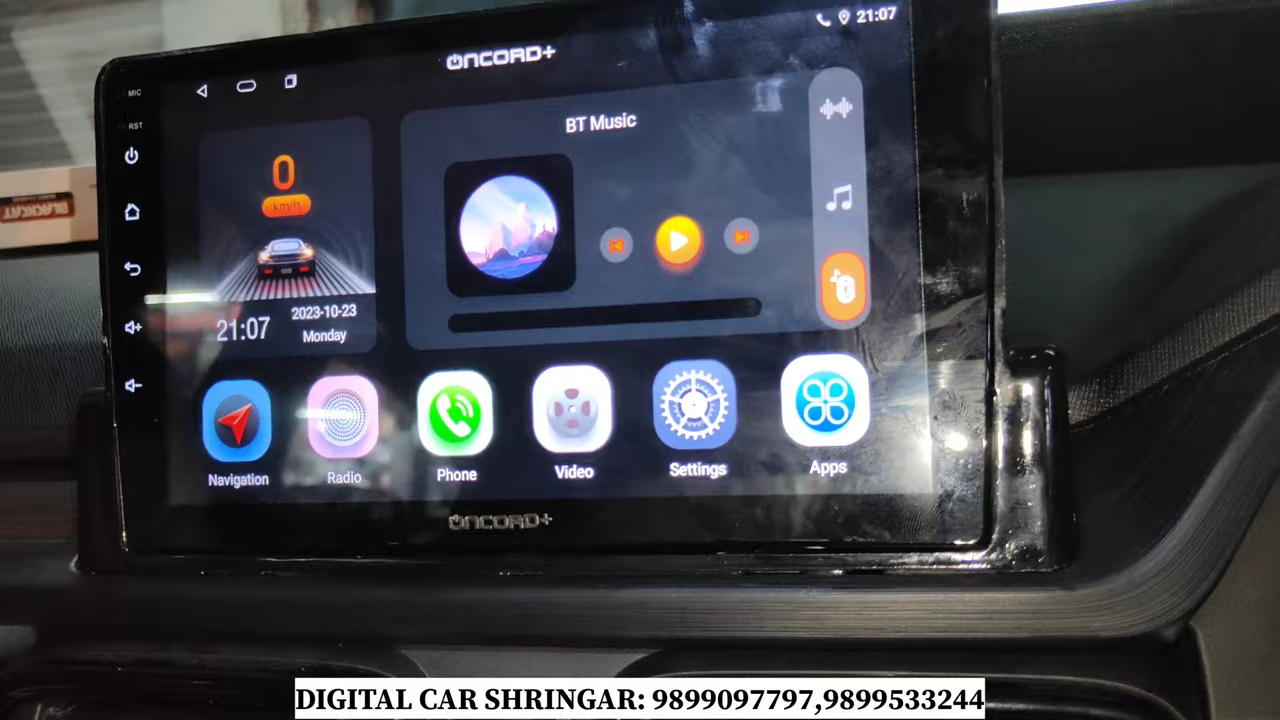 21:07
ONCORD+
MIC
RST
BT Music
0
km/h
21:07
2023-10-23
Monday
BLACKCAT
Navigation
Radio
Phone
Video
Settings
Apps
ONCORD+
DIGITAL CAR SHRINGAR: 9899097797,9899533244